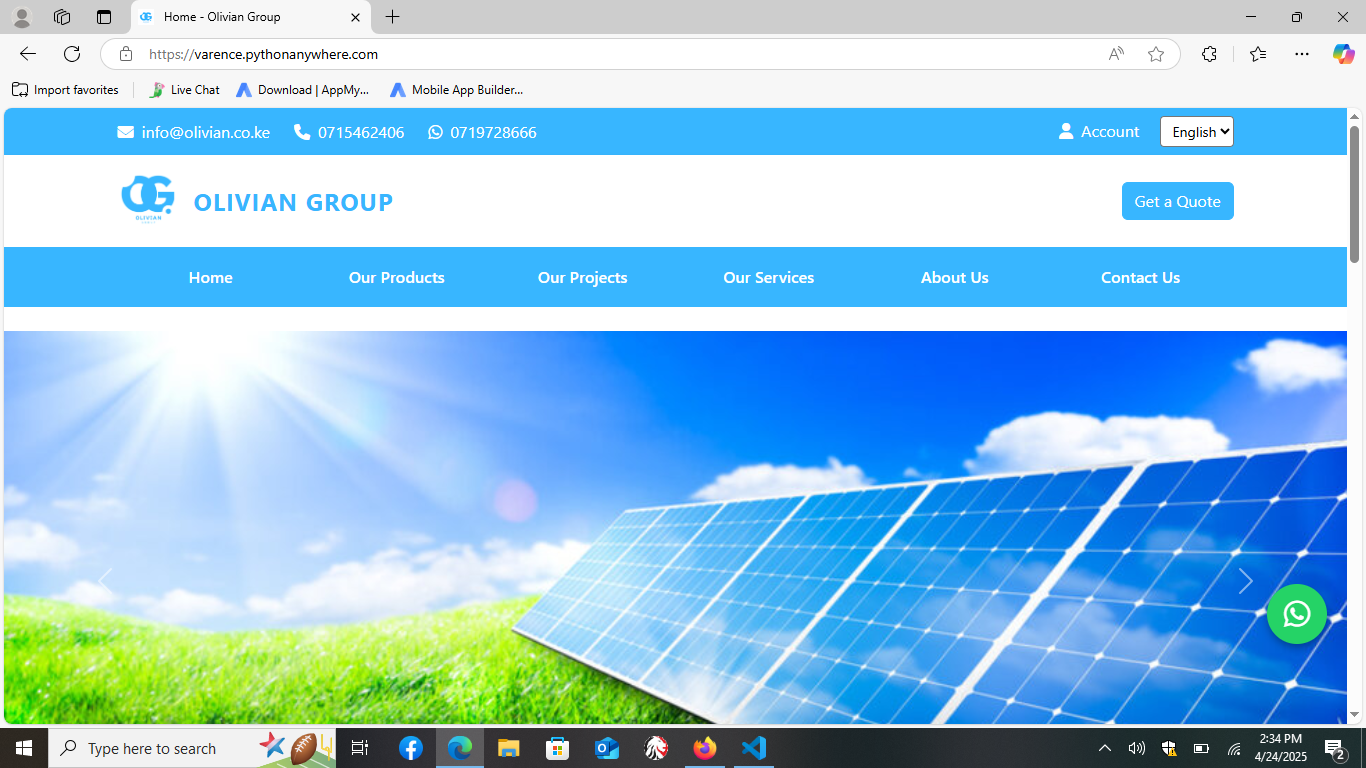 Home - Olivian Group
https://varence.pythonanywhere.com
Import favorites
Live Chat
Download | AppMy...
Mobile App Builder...
info@olivian.co.ke
0715462406
0719728666
Account
English
OG
OLIVIAN
OLIVIAN GROUP
Get a Quote
Home
Our Products
Our Projects
Our Services
About Us
Contact Us
Type here to search
2:34 PM
4/24/2025
2